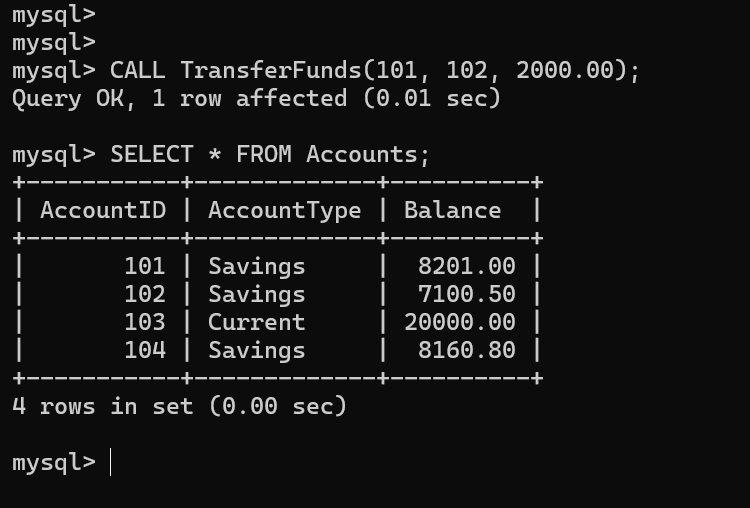 mysql>
mysql>
mysql> CALL TransferFunds(101, 102, 2000.00);
Query OK, 1 row affected (0.01 sec)
mysql> SELECT * FROM Accounts;
+-----------+-------------+----------+
| AccountID | AccountType | Balance  |
+-----------+-------------+----------+
|       101 | Savings     |  8201.00 |
|       102 | Savings     |  7100.50 |
|       103 | Current     | 20000.00 |
|       104 | Savings     |  8160.80 |
+-----------+-------------+----------+
4 rows in set (0.00 sec)
mysql>